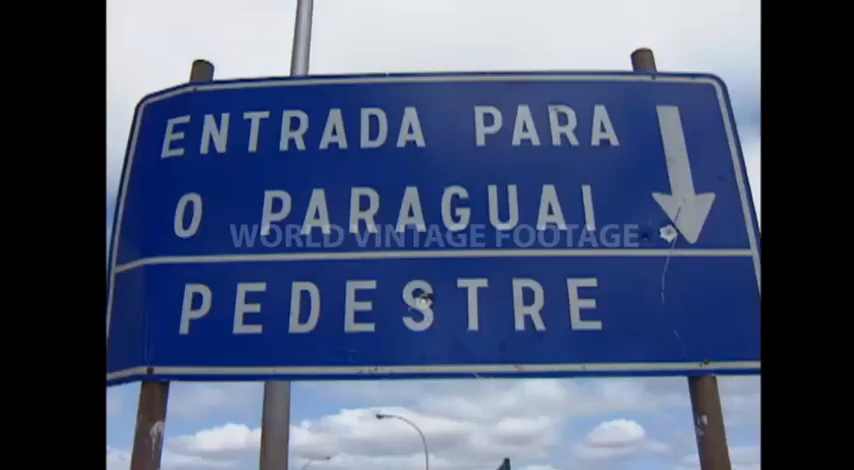 ENTRADA PARA
O PARAGUAI
WORLD VINTAGE FOOTAGE
PEDESTRE